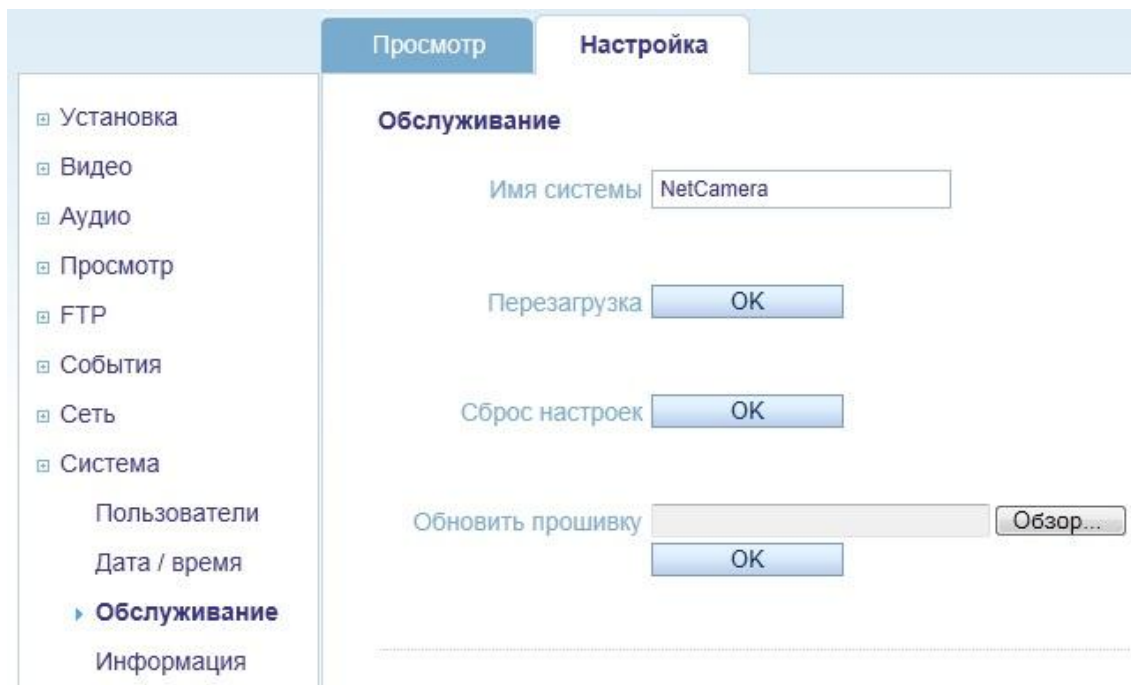 Просмотр
Настройка
Установка
Видео
Аудио
Просмотр
FTP
События
Сеть
Система
Пользователи
Дата / время
Обслуживание
Информация
Обслуживание
Имя системы NetCamera
Перезагрузка OK
Сброс настроек OK
Обновить прошивку Обзор...
OK